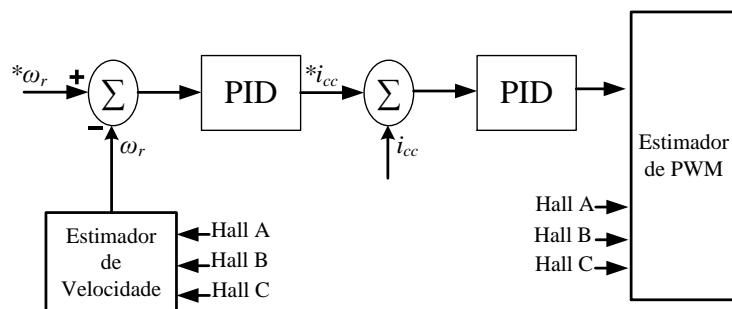 *ωr
+
Σ
−
ωr
PID
*icc
Σ
icc
PID
Estimador
de PWM
Hall A
Hall B
Hall C
Estimador
de
Velocidade
Hall A
Hall B
Hall C